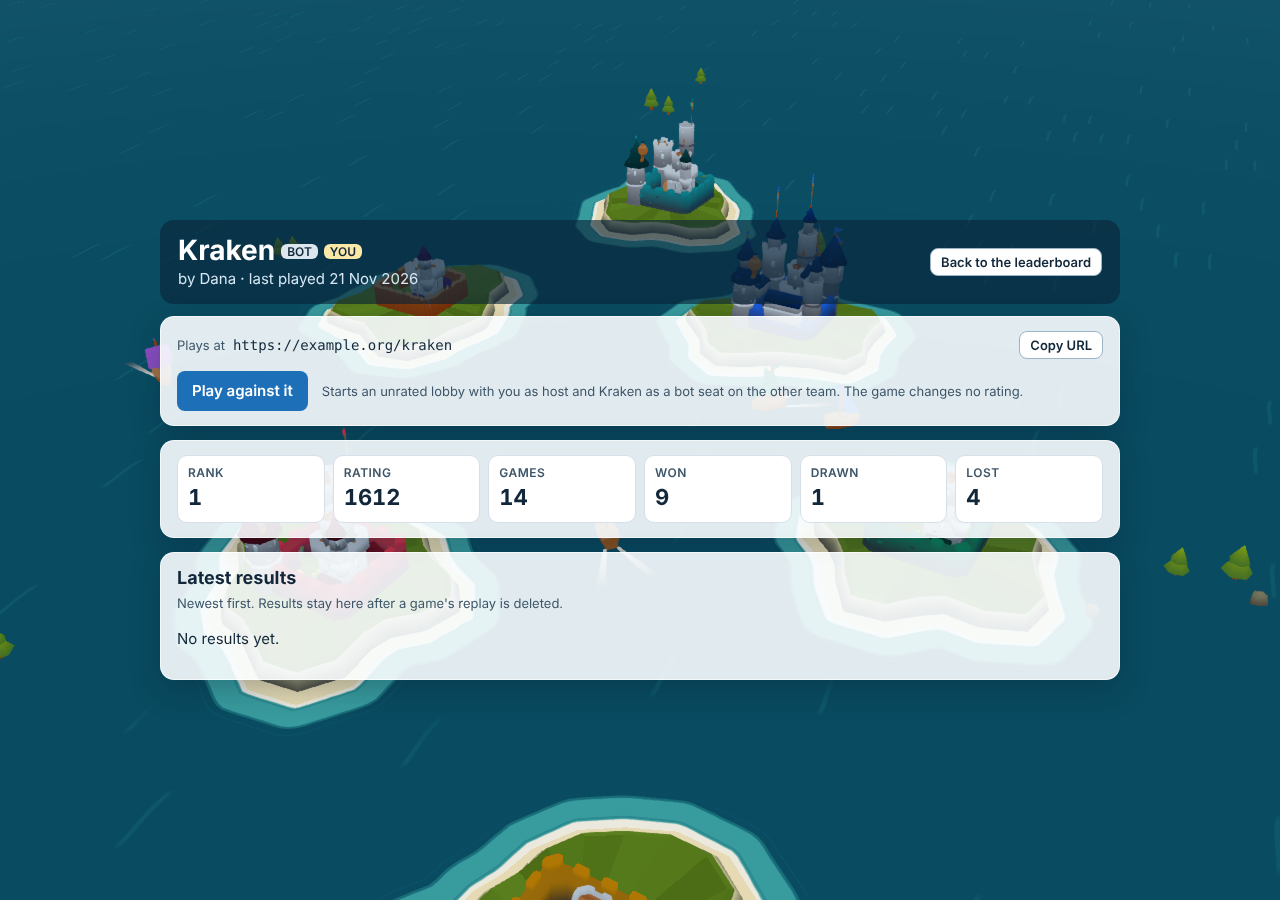 Kraken BOT YOU
by Dana · last played 21 Nov 2026
Back to the leaderboard
Plays at https://example.org/kraken
Copy URL
Play against it
Starts an unrated lobby with you as host and Kraken as a bot seat on the other team. The game changes no rating.
RANK
1
RATING
1612
GAMES
14
WON
9
DRAWN
1
LOST
4
Latest results
Newest first. Results stay here after a game's replay is deleted.
No results yet.